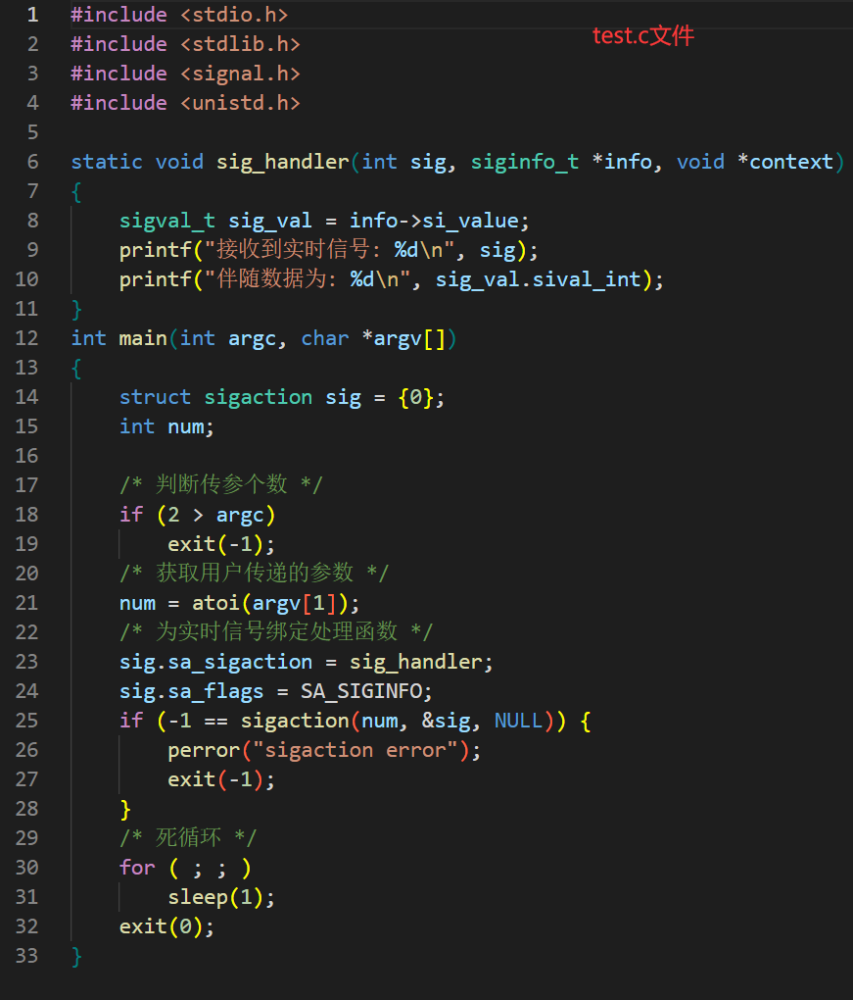 test.c文件
1 #include <stdio.h>
2 #include <stdlib.h>
3 #include <signal.h>
4 #include <unistd.h>
5
6 static void sig_handler(int sig, siginfo_t *info, void *context)
7 {
8     sigval_t sig_val = info->si_value;
9     printf("接收到实时信号: %d\n", sig);
10     printf("伴随数据为: %d\n", sig_val.sival_int);
11 }
12 int main(int argc, char *argv[])
13 {
14     struct sigaction sig = {0};
15     int num;
16
17     /* 判断传参个数 */
18     if (2 > argc)
19         exit(-1);
20     /* 获取用户传递的参数 */
21     num = atoi(argv[1]);
22     /* 为实时信号绑定处理函数 */
23     sig.sa_sigaction = sig_handler;
24     sig.sa_flags = SA_SIGINFO;
25     if (-1 == sigaction(num, &sig, NULL)) {
26         perror("sigaction error");
27         exit(-1);
28     }
29     /* 死循环 */
30     for ( ; ; )
31         sleep(1);
32     exit(0);
33 }